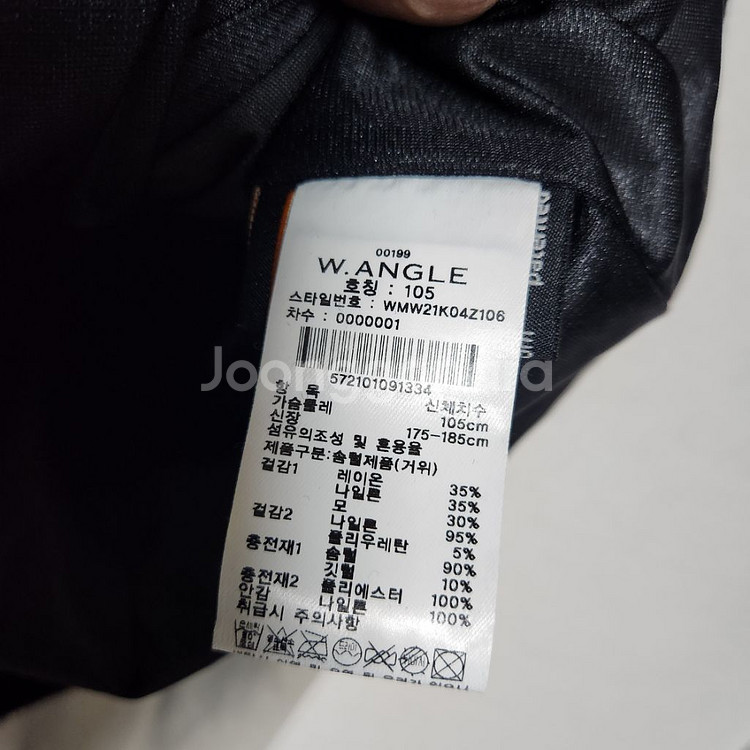 00199
W.ANGLE
호칭 : 105
스타일번호 : WMW21K04Z106
차수 : 0000001
572101091334
항 목 신체치수
가슴둘레 105cm
신장 175-185cm
섬유의조성 및 혼용율
제품구분:솜털제품(거위)
겉감1 레이온 35%
나일론 35%
모 30%
겉감2 나일론 95%
폴리우레탄 5%
충전재1 솜털 90%
깃털 10%
충전재2 폴리에스터 100%
안감 나일론 100%
취급시 주의사항
patented